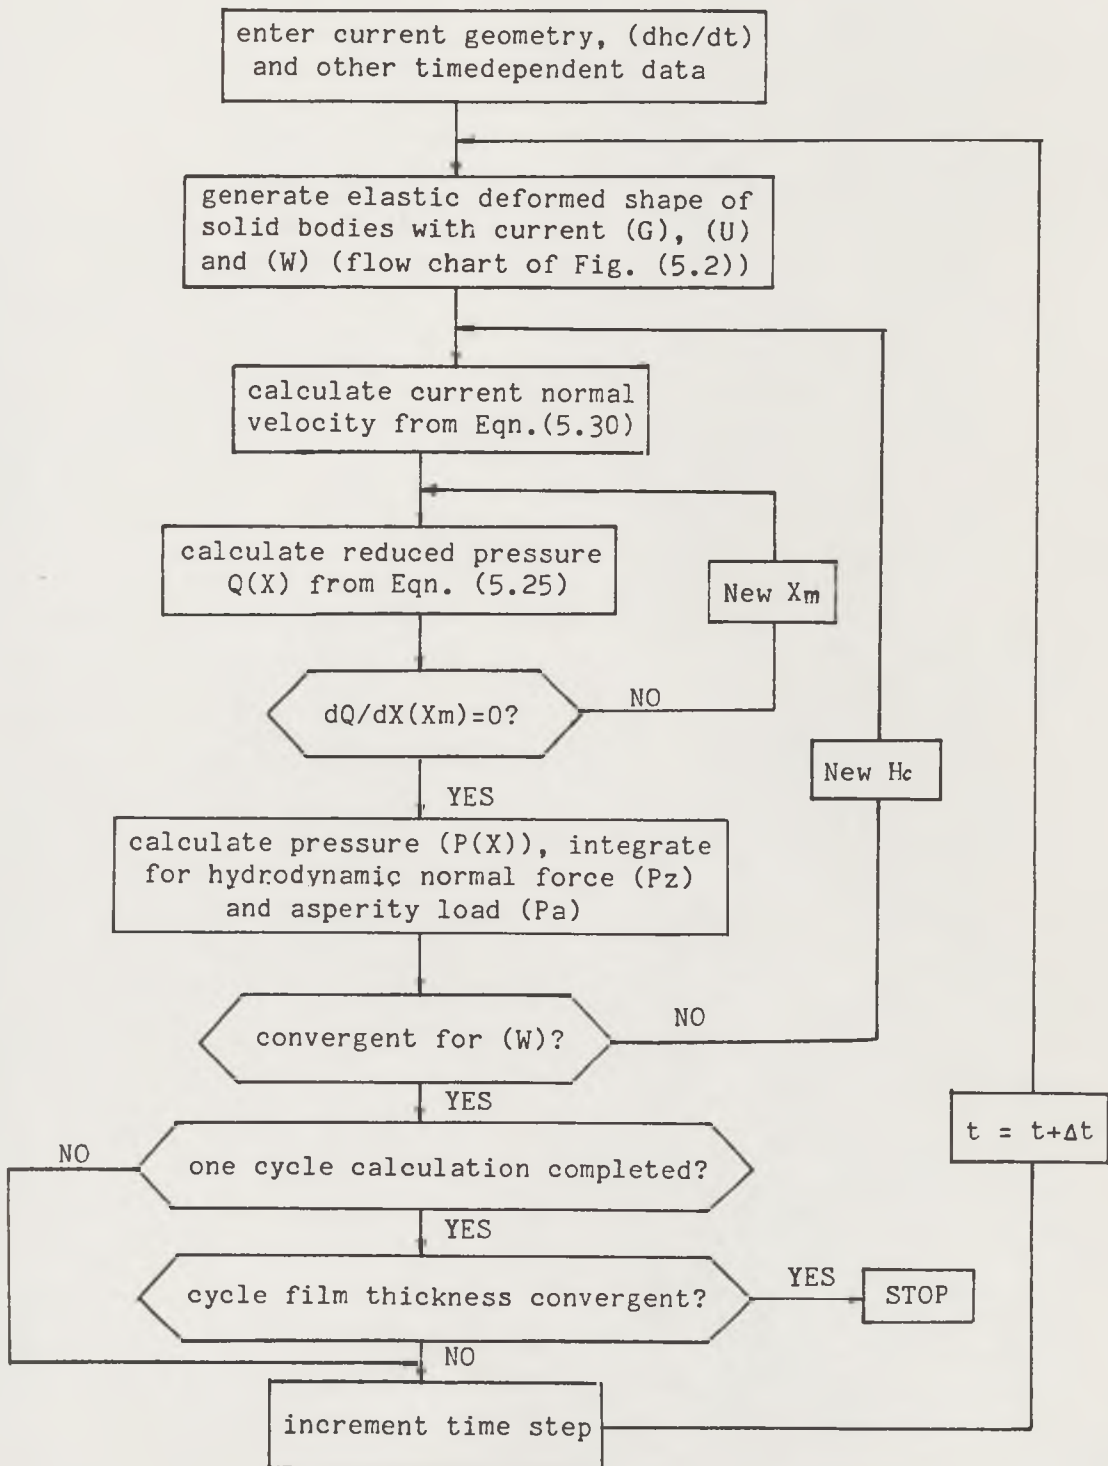 enter current geometry, (dhc/dt)
and other timedependent data
generate elastic deformed shape of
solid bodies with current (G), (U)
and (W) (flow chart of Fig. (5.2))
calculate current normal
velocity from Eqn.(5.30)
calculate reduced pressure
Q(X) from Eqn. (5.25)
New Xm
dQ/dX(Xm)=0?
NO
YES
New Hc
calculate pressure (P(X)), integrate
for hydrodynamic normal force (Pz)
and asperity load (Pa)
convergent for (W)?
NO
YES
t = t+Δt
NO
one cycle calculation completed?
YES
cycle film thickness convergent?
YES
STOP
NO
increment time step